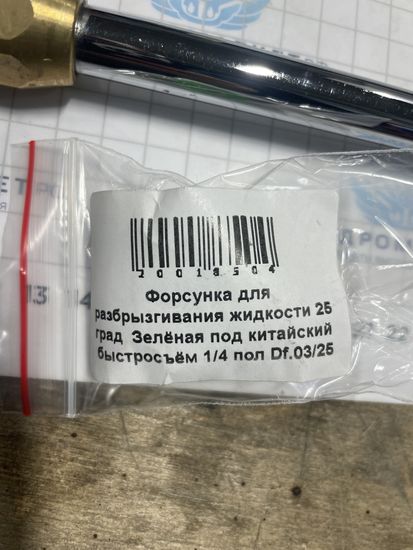 20018504
Форсунка для
разбрызгивания жидкости 25
град Зелёная под китайский
быстросъём 1/4 пол Df.03/25